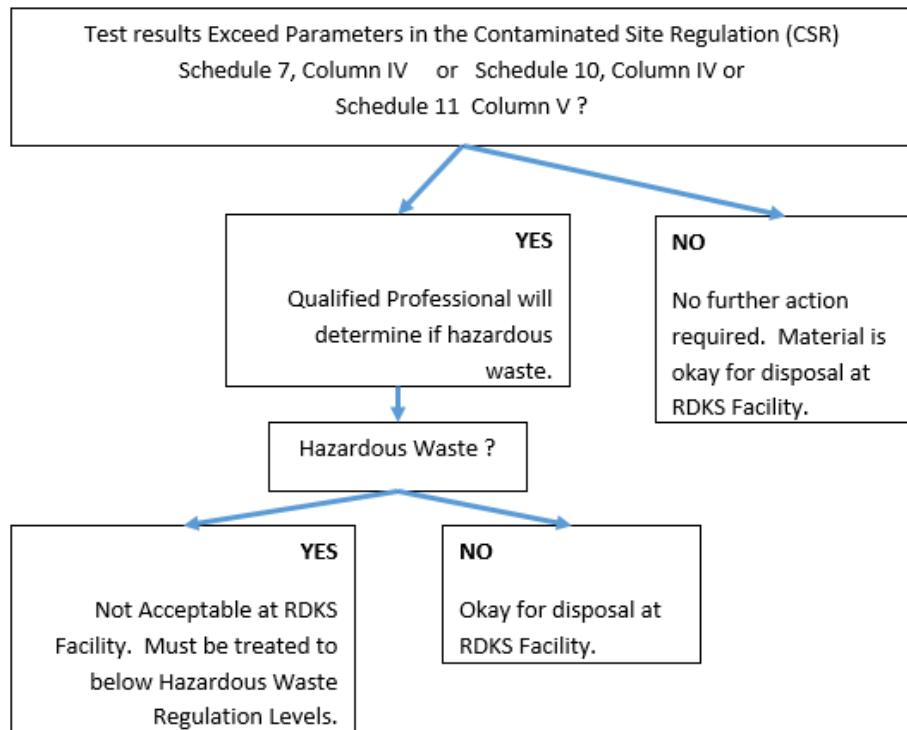 Test results Exceed Parameters in the Contaminated Site Regulation (CSR)
Schedule 7, Column IV or Schedule 10, Column IV or
Schedule 11 Column V ?
YES
Qualified Professional will
determine if hazardous
waste.
NO
No further action
required. Material is
okay for disposal at
RDKS Facility.
Hazardous Waste ?
YES
Not Acceptable at RDKS
Facility. Must be treated to
below Hazardous Waste
Regulation Levels.
NO
Okay for disposal at
RDKS Facility.